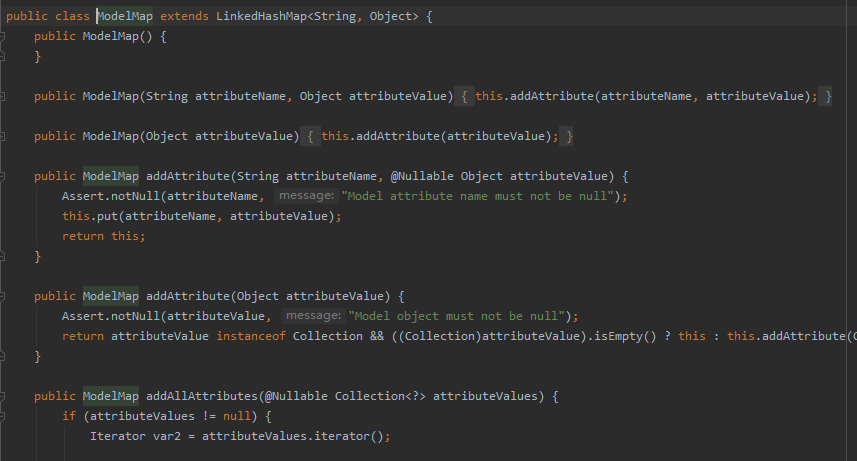 public class ModelMap extends LinkedHashMap<String, Object> {
public ModelMap() {
}
public ModelMap(String attributeName, Object attributeValue) { this.addAttribute(attributeName, attributeValue); }
public ModelMap(Object attributeValue) { this.addAttribute(attributeValue); }
public ModelMap addAttribute(String attributeName, @Nullable Object attributeValue) {
Assert.notNull(attributeName, message: "Model attribute name must not be null");
this.put(attributeName, attributeValue);
return this;
}
public ModelMap addAttribute(Object attributeValue) {
Assert.notNull(attributeValue, message: "Model object must not be null");
return attributeValue instanceof Collection && ((Collection)attributeValue).isEmpty() ? this : this.addAttribute(
}
public ModelMap addAllAttributes(@Nullable Collection<?> attributeValues) {
if (attributeValues != null) {
Iterator var2 = attributeValues.iterator();